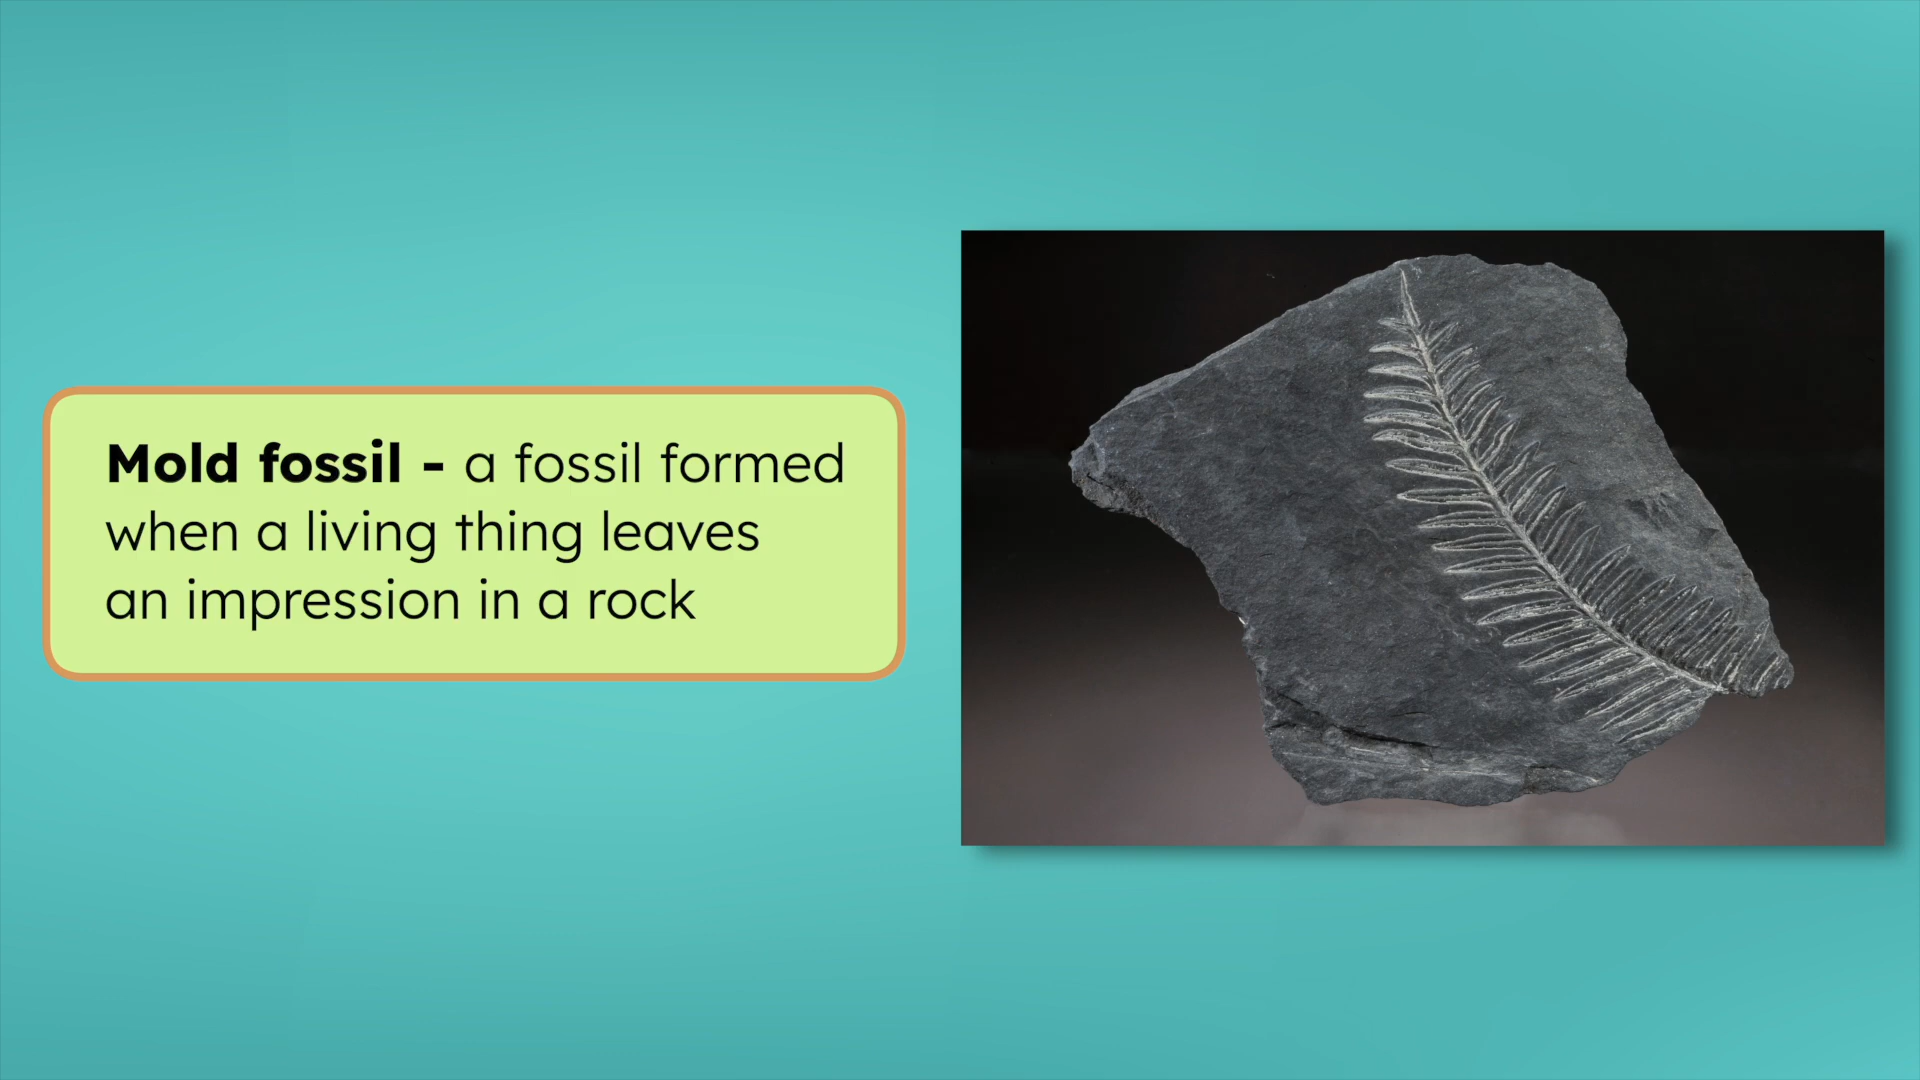 Mold fossil - a fossil formed
when a living thing leaves
an impression in a rock